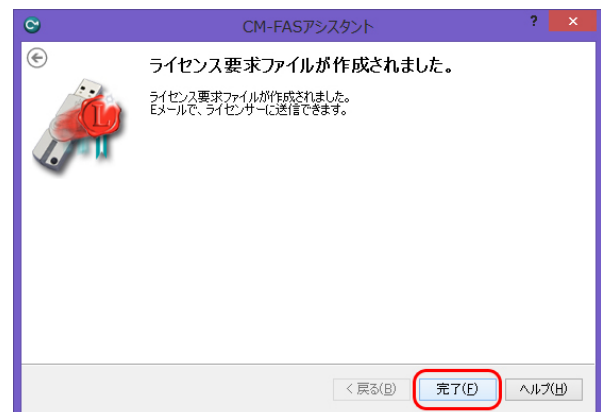 CM-FASアシスタント
?
×
ライセンス要求ファイルが作成されました。
ライセンス要求ファイルが作成されました。
Eメールで、ライセンサーに送信できます。
L
< 戻る(B)
完了(F)
ヘルプ(H)